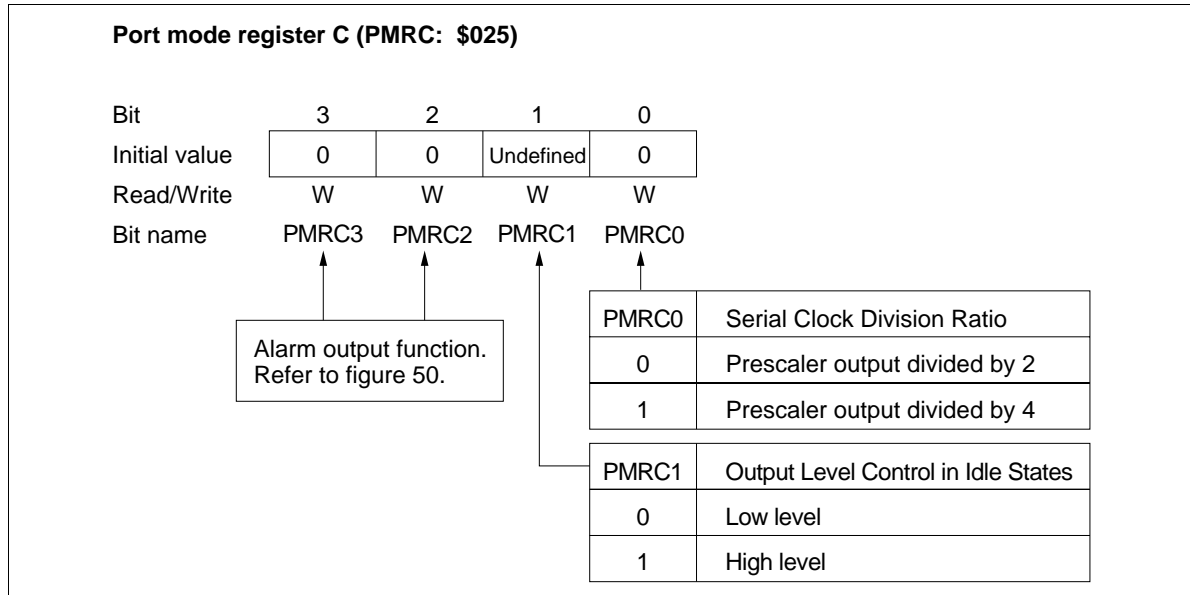 Port mode register C (PMRC: $025)
Bit 3 2 1 0
Initial value 0 0 Undefined 0
Read/Write W W W W
Bit name PMRC3 PMRC2 PMRC1 PMRC0
Alarm output function.
Refer to figure 50.
PMRC0 Serial Clock Division Ratio
0 Prescaler output divided by 2
1 Prescaler output divided by 4
PMRC1 Output Level Control in Idle States
0 Low level
1 High level